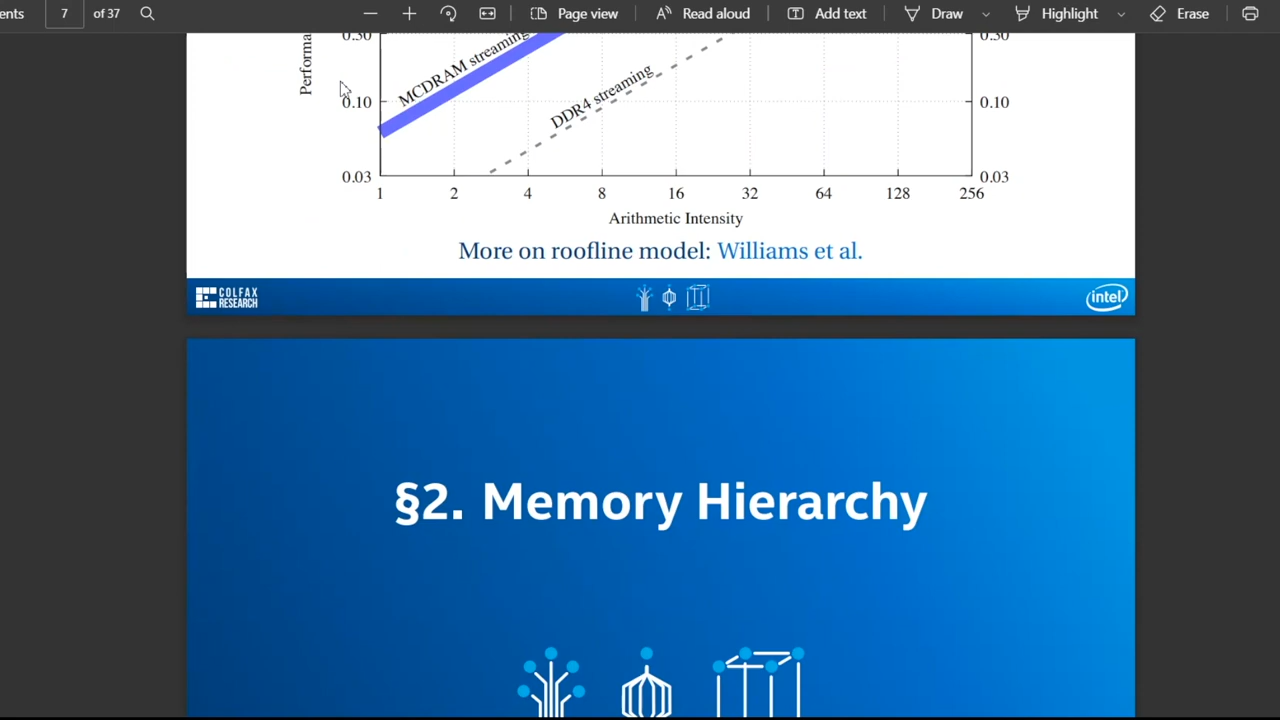 ents 7 of 37 Page view Read aloud Add text Draw Highlight Erase
0.30 0.30
Performa
MCDRAM streaming
DDR4 streaming
0.10 0.10
0.03 0.03
1 2 4 8 16 32 64 128 256
Arithmetic Intensity
More on roofline model: Williams et al.
COLFAX
RESEARCH
intel
§2. Memory Hierarchy